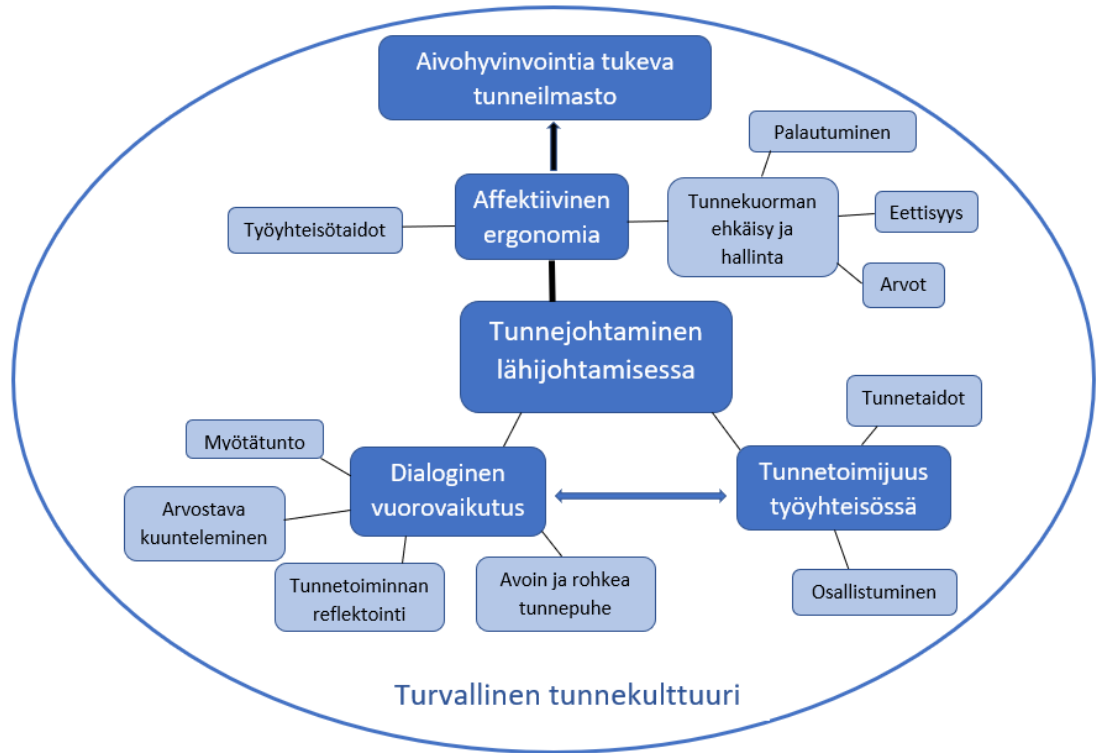 Aivohyvinvointia tukeva
tunneilmasto
Palautuminen
Affektiivinen
ergonomia
Tunnekuorman
ehkäisy ja
hallinta
Työyhteisötaidot
Eettisyys
Arvot
Tunnejohtaminen
lähijohtamisessa
Tunnetaidot
Myötätunto
Dialoginen
vuorovaikutus
Tunnetoimijuus
työyhteisössä
Arvostava
kuunteleminen
Tunnetoiminnan
reflektointi
Avoin ja rohkea
tunnepuhe
Osallistuminen
Turvallinen tunnekulttuuri